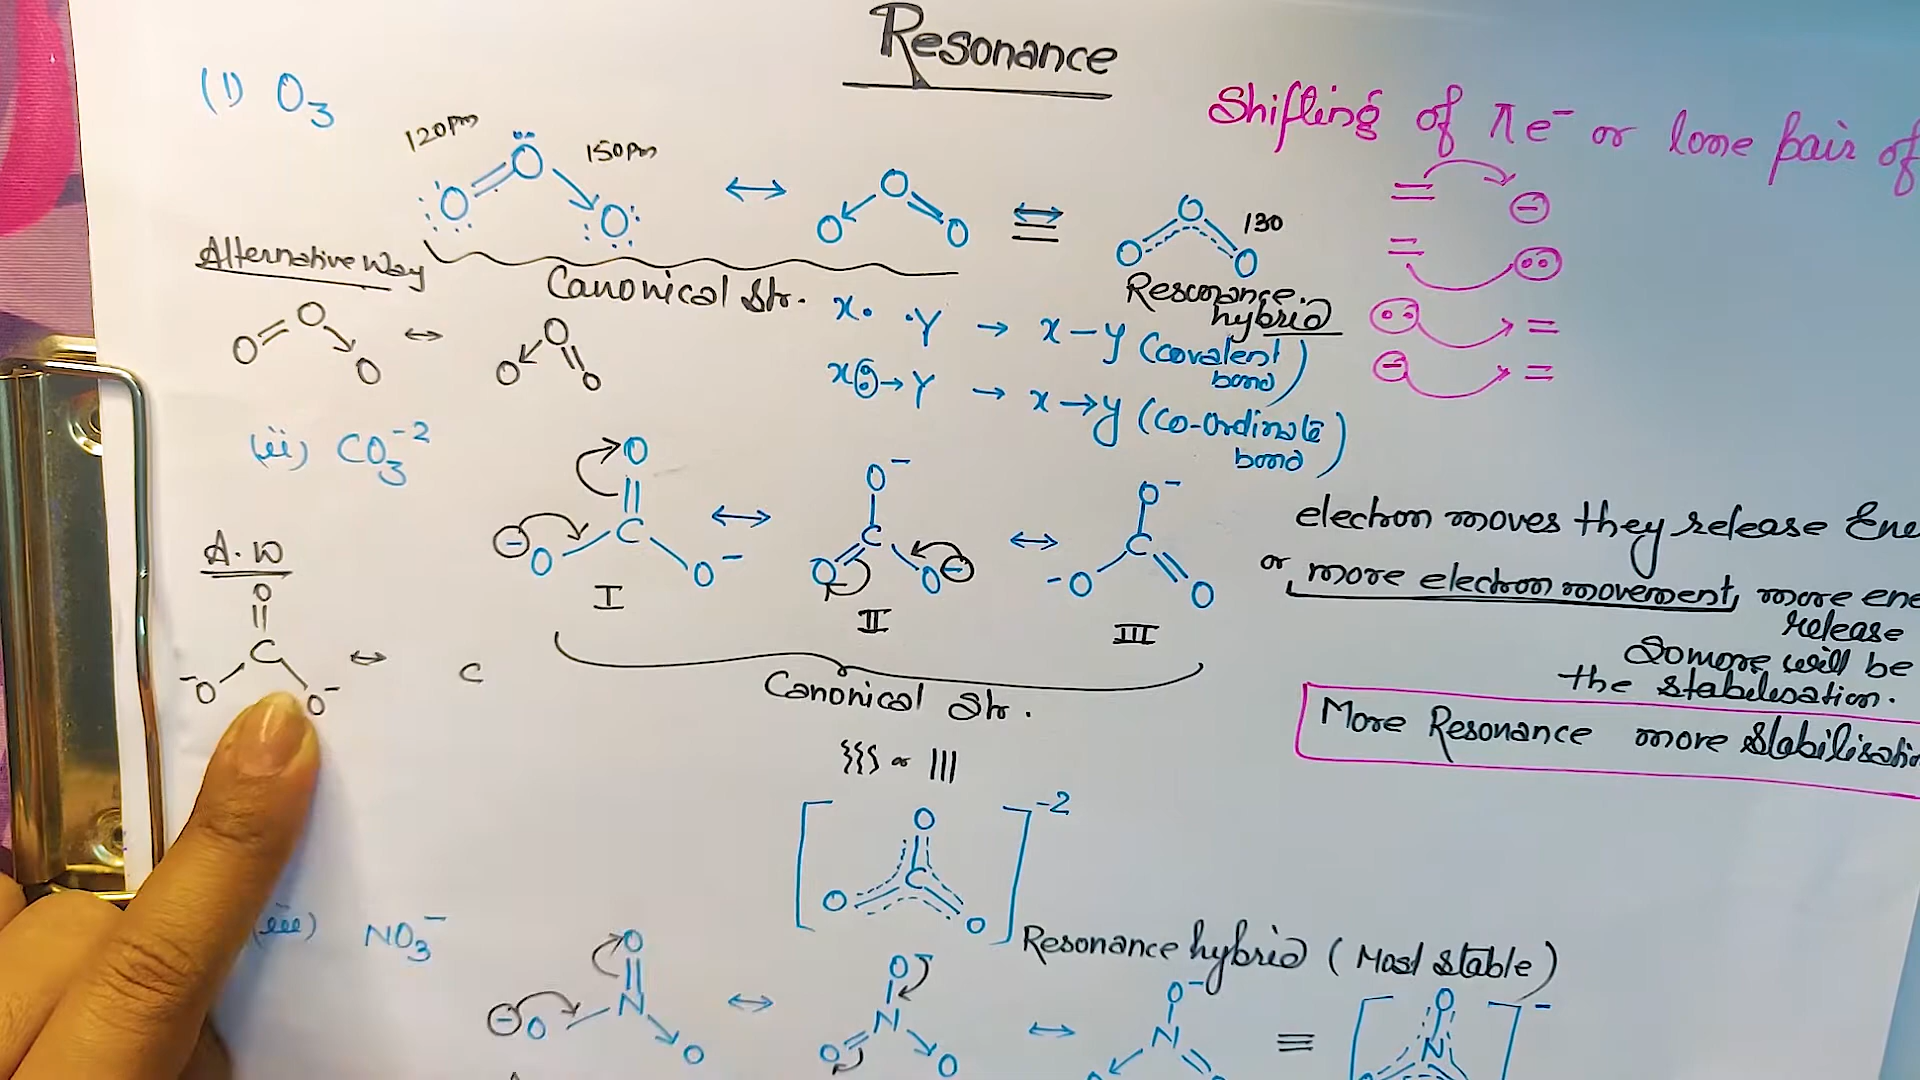 Resonance
(1) O3
Shifting of πe- or lone pair of
120pm
150pm
O = O → O ↔ O ← O = O ≡ O O O 130
Alternative Way
Canonical Str.
Resonance
hybrid
O = O → O ↔ O ← O = O
x. .Y → x-y (covalent
bond)
x: → Y → x→y (Co-Ordinate
bond)
(ii) CO3-2
A.W
O
C
-O O-
↔ C
O
C
-O O-
I
↔
O-
C
O O-
II
↔
O-
C
-O O
III
Canonical Str.
or |||
electron moves they release Ene
or more electron movement, more ene
release
So more will be
the stabelisation.
More Resonance more Stabilisatio
[ O C O O ]-2
Resonance hybrid (Most stable)
(iii) NO3-
O
N
-O O
↔
O
N
O O
↔
O-
N
≡
[ O N ]-